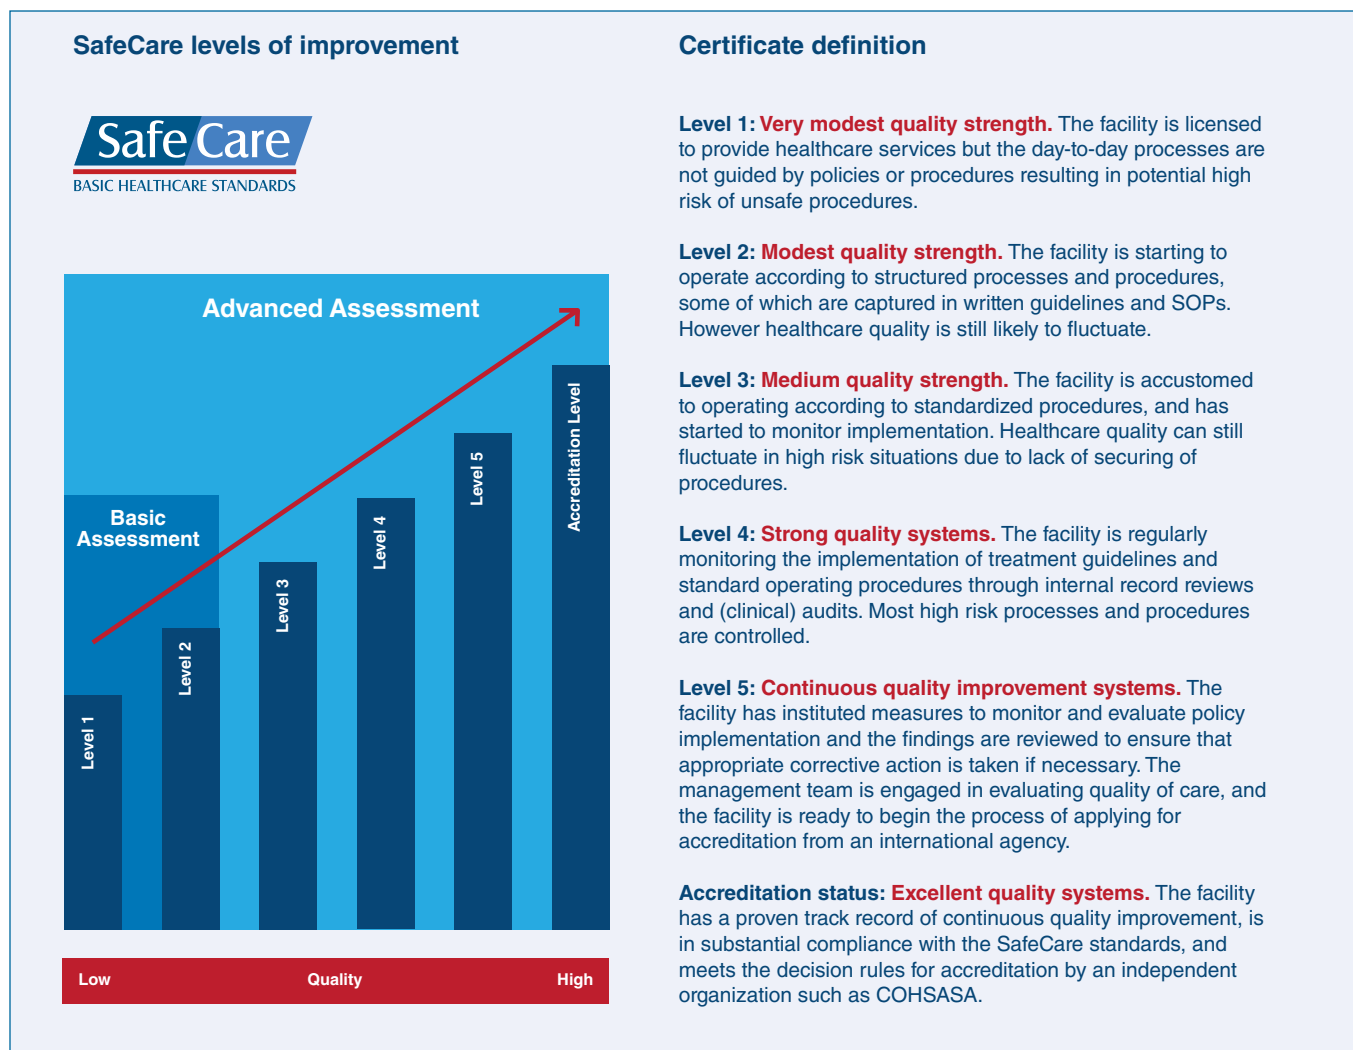 SafeCare levels of improvement
Safe Care
BASIC HEALTHCARE STANDARDS
Advanced Assessment
Basic
Assessment
Level 1
Level 2
Level 3
Level 4
Level 5
Accreditation Level
Low Quality High
Certificate definition
Level 1: Very modest quality strength. The facility is licensed
to provide healthcare services but the day-to-day processes are
not guided by policies or procedures resulting in potential high
risk of unsafe procedures.
Level 2: Modest quality strength. The facility is starting to
operate according to structured processes and procedures,
some of which are captured in written guidelines and SOPs.
However healthcare quality is still likely to fluctuate.
Level 3: Medium quality strength. The facility is accustomed
to operating according to standardized procedures, and has
started to monitor implementation. Healthcare quality can still
fluctuate in high risk situations due to lack of securing of
procedures.
Level 4: Strong quality systems. The facility is regularly
monitoring the implementation of treatment guidelines and
standard operating procedures through internal record reviews
and (clinical) audits. Most high risk processes and procedures
are controlled.
Level 5: Continuous quality improvement systems. The
facility has instituted measures to monitor and evaluate policy
implementation and the findings are reviewed to ensure that
appropriate corrective action is taken if necessary. The
management team is engaged in evaluating quality of care, and
the facility is ready to begin the process of applying for
accreditation from an international agency.
Accreditation status: Excellent quality systems. The facility
has a proven track record of continuous quality improvement, is
in substantial compliance with the SafeCare standards, and
meets the decision rules for accreditation by an independent
organization such as COHSASA.